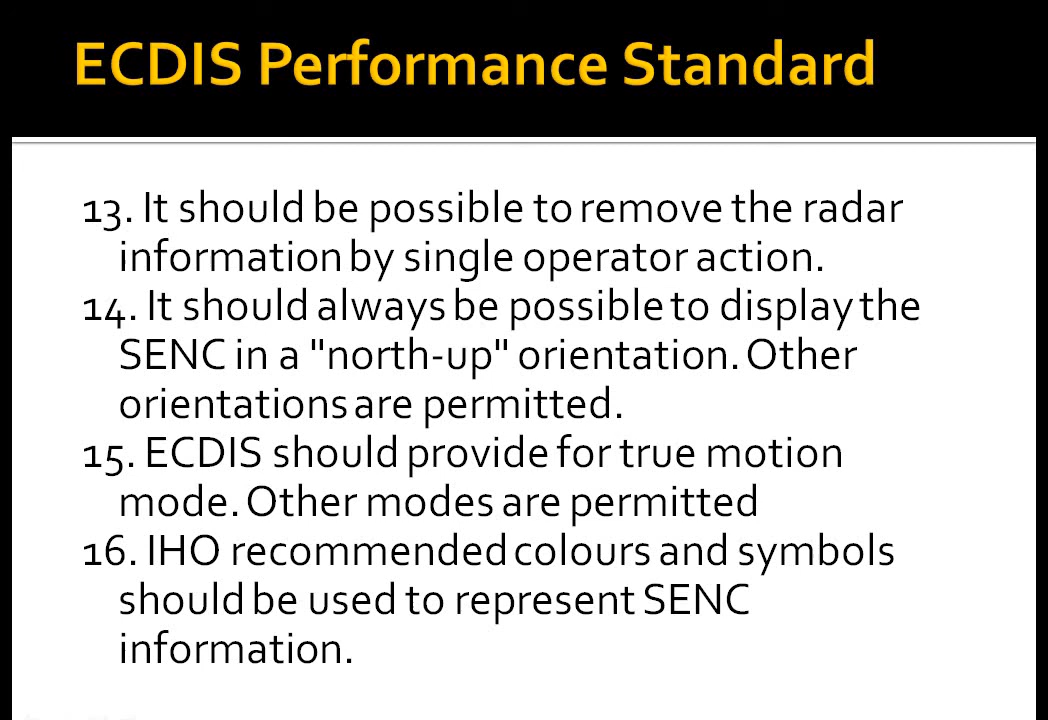 ECDIS Performance Standard
13. It should be possible to remove the radar
information by single operator action.
14. It should always be possible to display the
SENC in a "north-up" orientation. Other
orientations are permitted.
15. ECDIS should provide for true motion
mode. Other modes are permitted
16. IHO recommended colours and symbols
should be used to represent SENC
information.